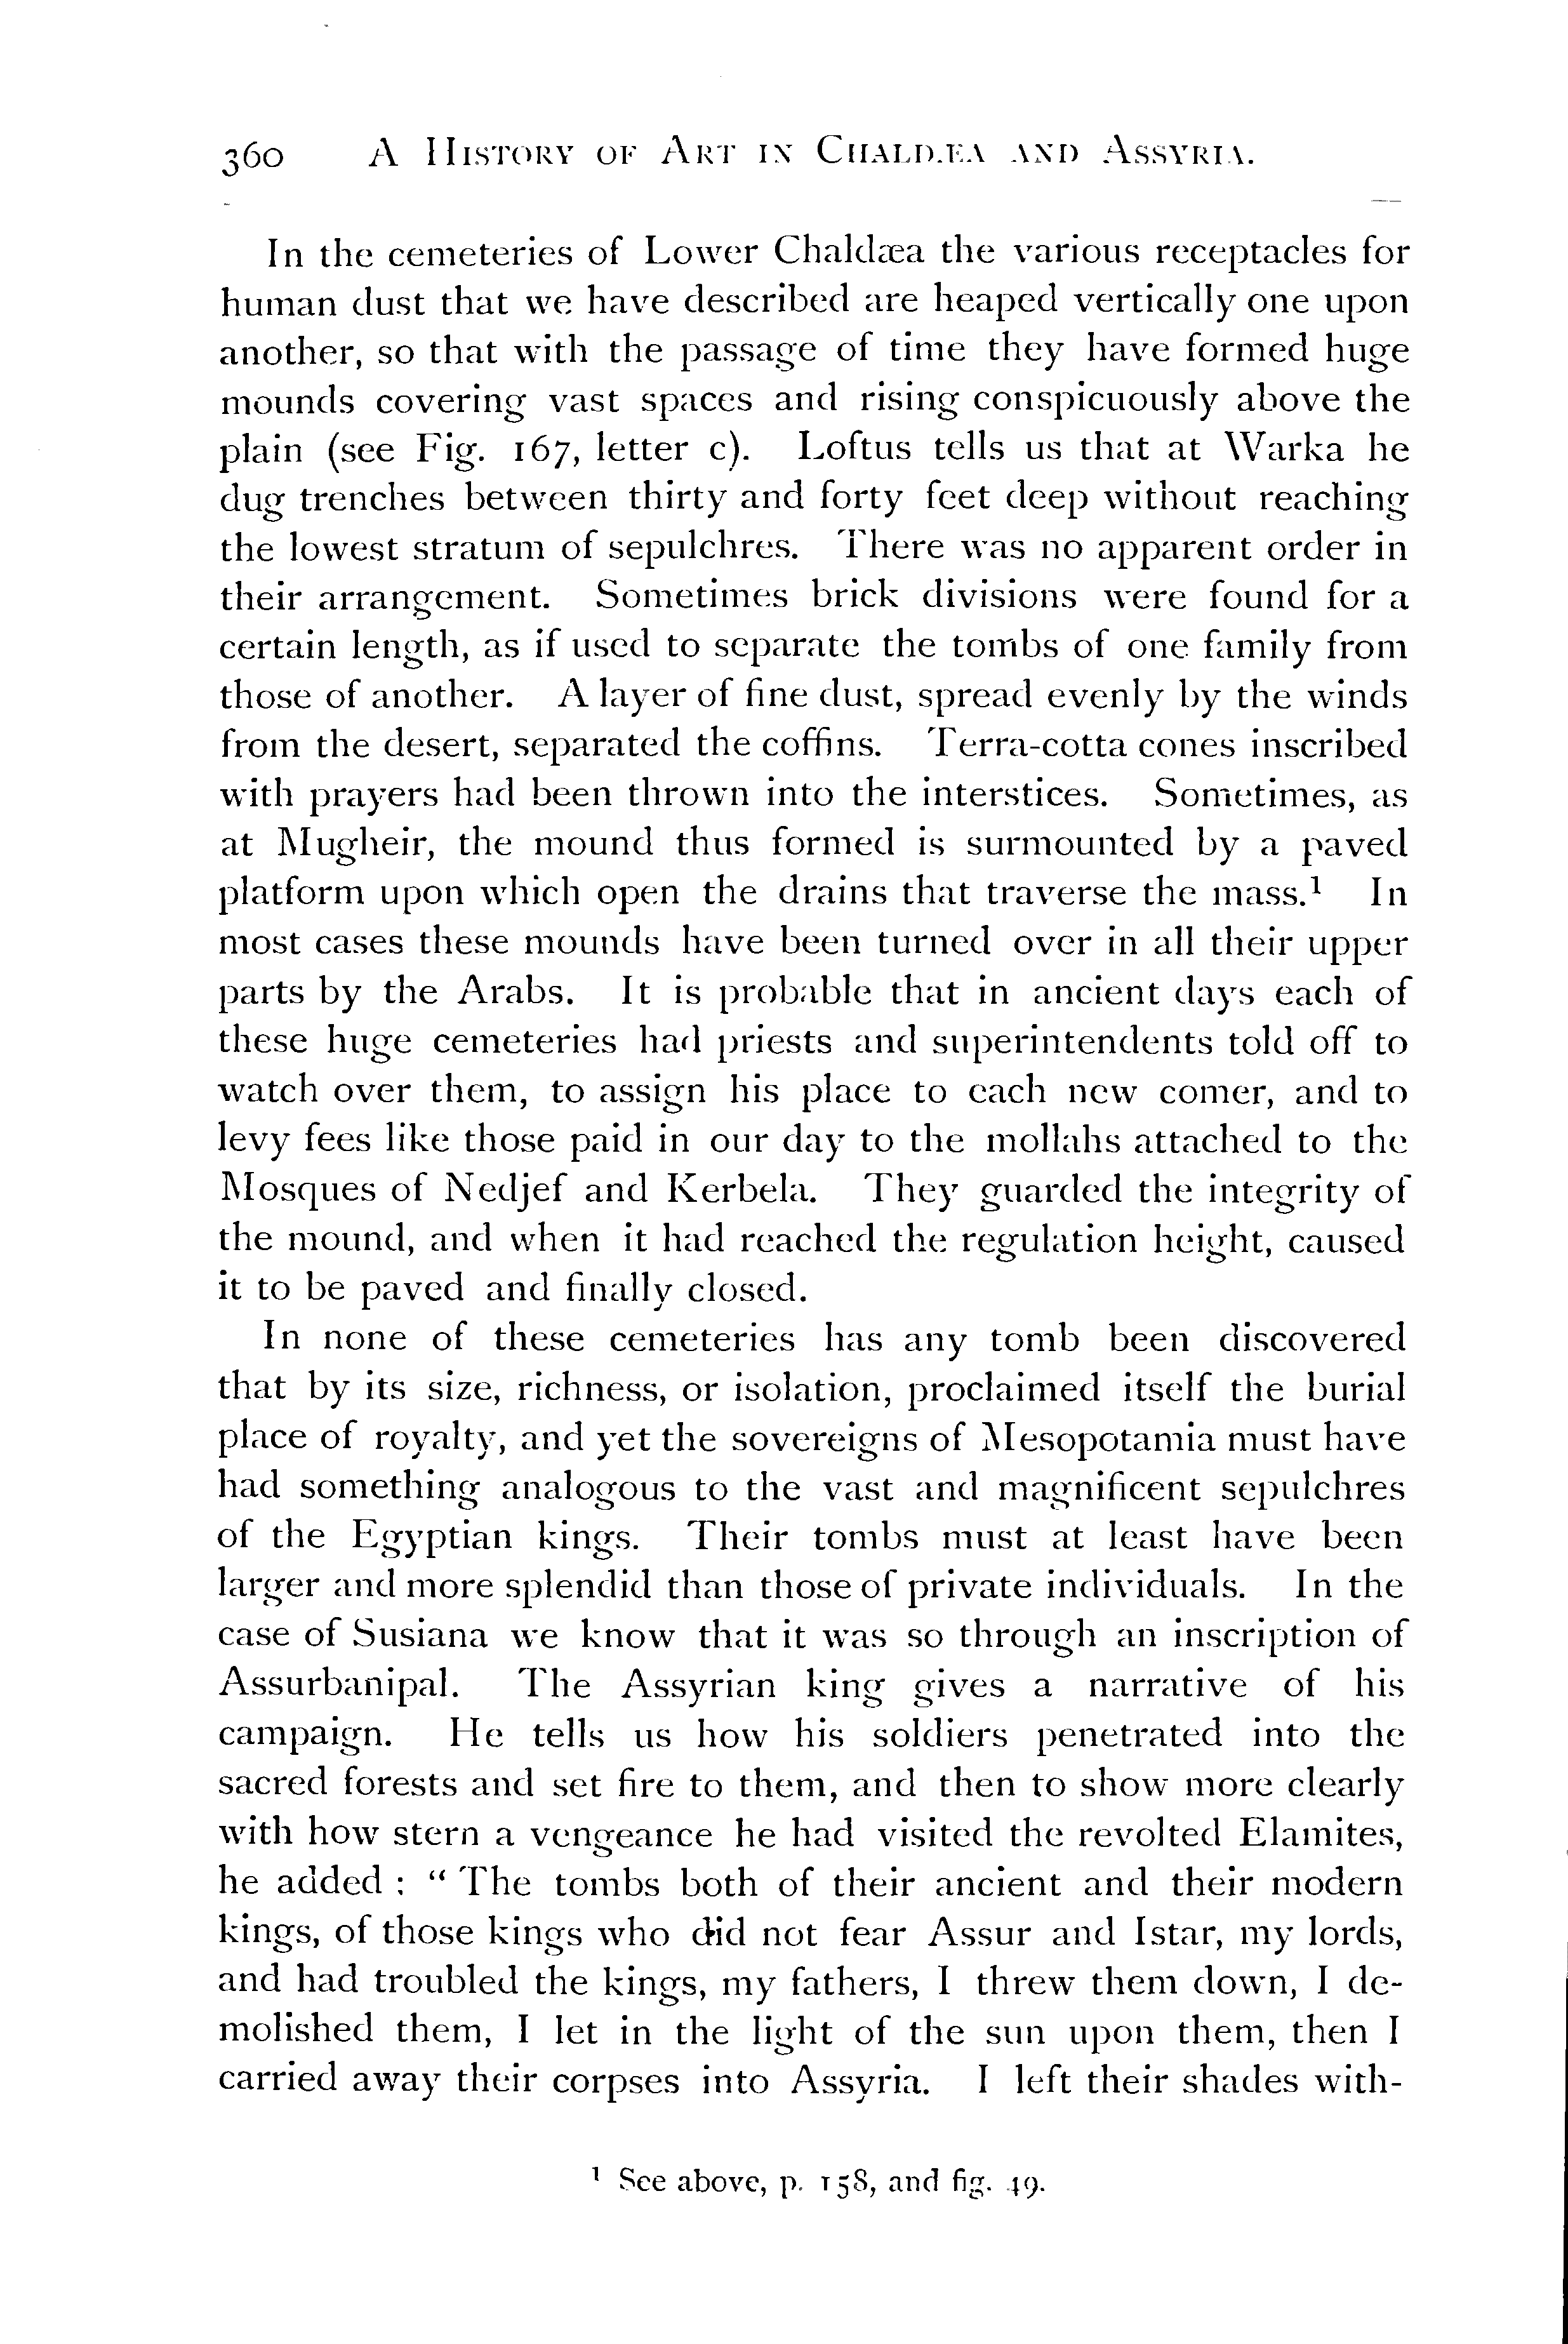 360 A History of Art in Chaldæa and Assyria.
In the cemeteries of Lower Chaldæa the various receptacles for
human dust that we have described are heaped vertically one upon
another, so that with the passage of time they have formed huge
mounds covering vast spaces and rising conspicuously above the
plain (see Fig. 167, letter c). Loftus tells us that at Warka he
dug trenches between thirty and forty feet deep without reaching
the lowest stratum of sepulchres. There was no apparent order in
their arrangement. Sometimes brick divisions were found for a
certain length, as if used to separate the tombs of one family from
those of another. A layer of fine dust, spread evenly by the winds
from the desert, separated the coffins. Terra-cotta cones inscribed
with prayers had been thrown into the interstices. Sometimes, as
at Mugheir, the mound thus formed is surmounted by a paved
platform upon which open the drains that traverse the mass.¹ In
most cases these mounds have been turned over in all their upper
parts by the Arabs. It is probable that in ancient days each of
these huge cemeteries had priests and superintendents told off to
watch over them, to assign his place to each new comer, and to
levy fees like those paid in our day to the mollahs attached to the
Mosques of Nedjef and Kerbela. They guarded the integrity of
the mound, and when it had reached the regulation height, caused
it to be paved and finally closed.
In none of these cemeteries has any tomb been discovered
that by its size, richness, or isolation, proclaimed itself the burial
place of royalty, and yet the sovereigns of Mesopotamia must have
had something analogous to the vast and magnificent sepulchres
of the Egyptian kings. Their tombs must at least have been
larger and more splendid than those of private individuals. In the
case of Susiana we know that it was so through an inscription of
Assurbanipal. The Assyrian king gives a narrative of his
campaign. He tells us how his soldiers penetrated into the
sacred forests and set fire to them, and then to show more clearly
with how stern a vengeance he had visited the revolted Elamites,
he added : “ The tombs both of their ancient and their modern
kings, of those kings who did not fear Assur and Istar, my lords,
and had troubled the kings, my fathers, I threw them down, I de-
molished them, I let in the light of the sun upon them, then I
carried away their corpses into Assyria. I left their shades with-
¹ See above, p. 158, and fig. 49.